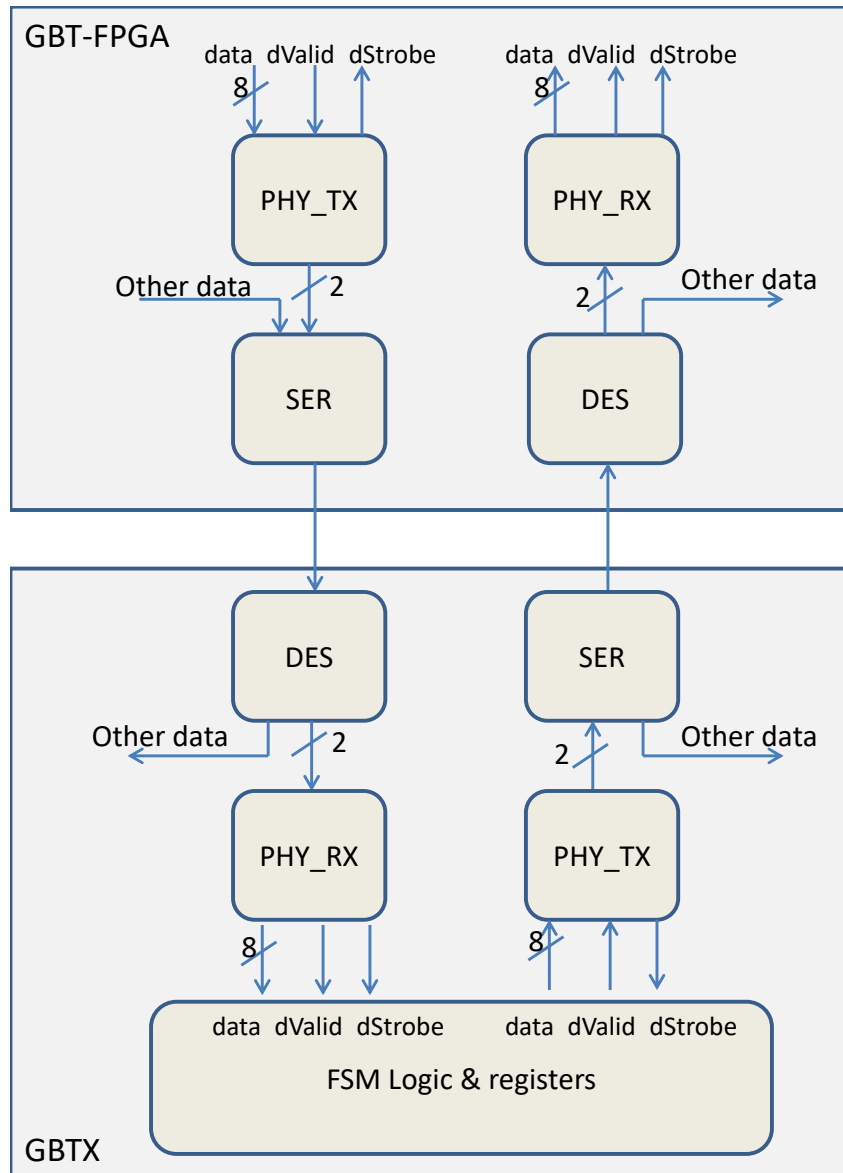 GBT-FPGA
data dValid dStrobe data dValid dStrobe
8 8
PHY_TX PHY_RX
Other data 2 2 Other data
SER DES
DES SER
Other data 2 2 Other data
PHY_RX PHY_TX
8 8
data dValid dStrobe data dValid dStrobe
FSM Logic & registers
GBTX